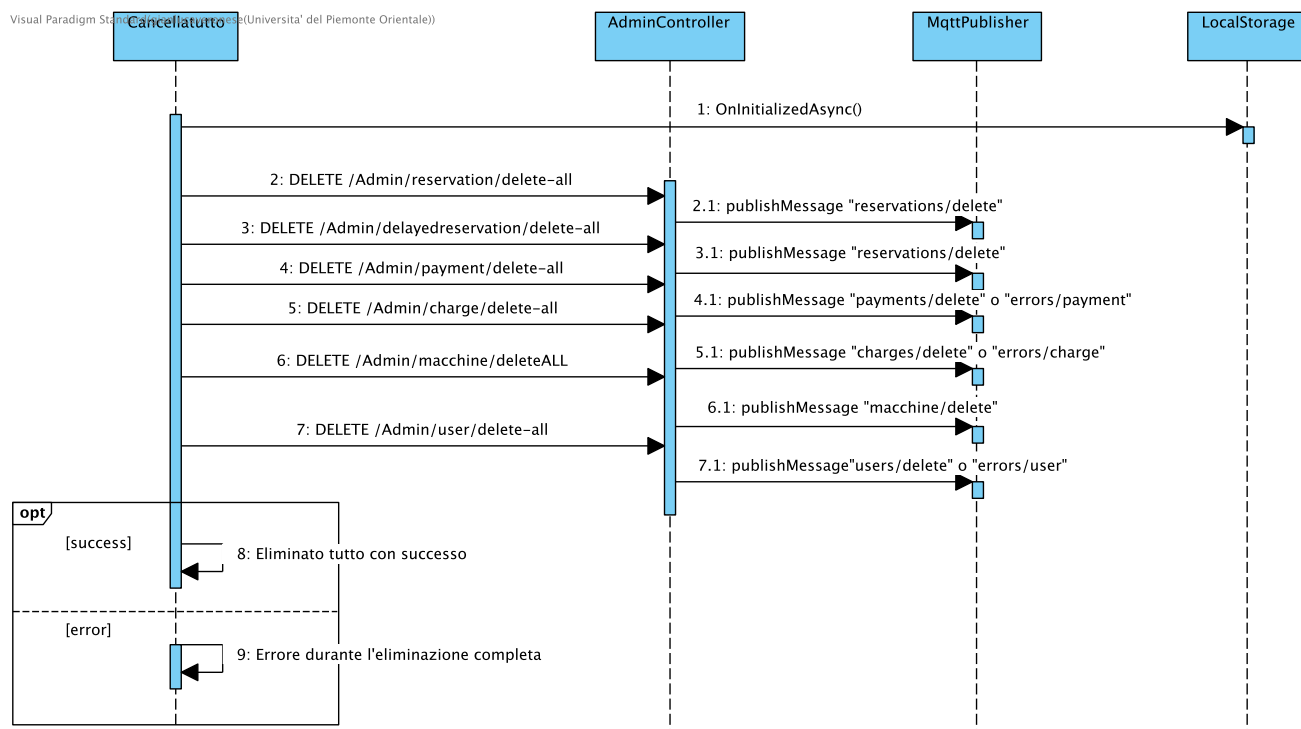 Visual Paradigm Standard(
(Universita' del Piemonte Orientale))
Cancellatutto
AdminController
MqttPublisher
LocalStorage
1: OnInitializedAsync()
2: DELETE /Admin/reservation/delete-all
2.1: publishMessage "reservations/delete"
3: DELETE /Admin/delayedreservation/delete-all
3.1: publishMessage "reservations/delete"
4: DELETE /Admin/payment/delete-all
4.1: publishMessage "payments/delete" o "errors/payment"
5: DELETE /Admin/charge/delete-all
5.1: publishMessage "charges/delete" o "errors/charge"
6: DELETE /Admin/macchine/deleteALL
6.1: publishMessage "macchine/delete"
7: DELETE /Admin/user/delete-all
7.1: publishMessage"users/delete" o "errors/user"
opt
[success]
8: Eliminato tutto con successo
[error]
9: Errore durante l'eliminazione completa